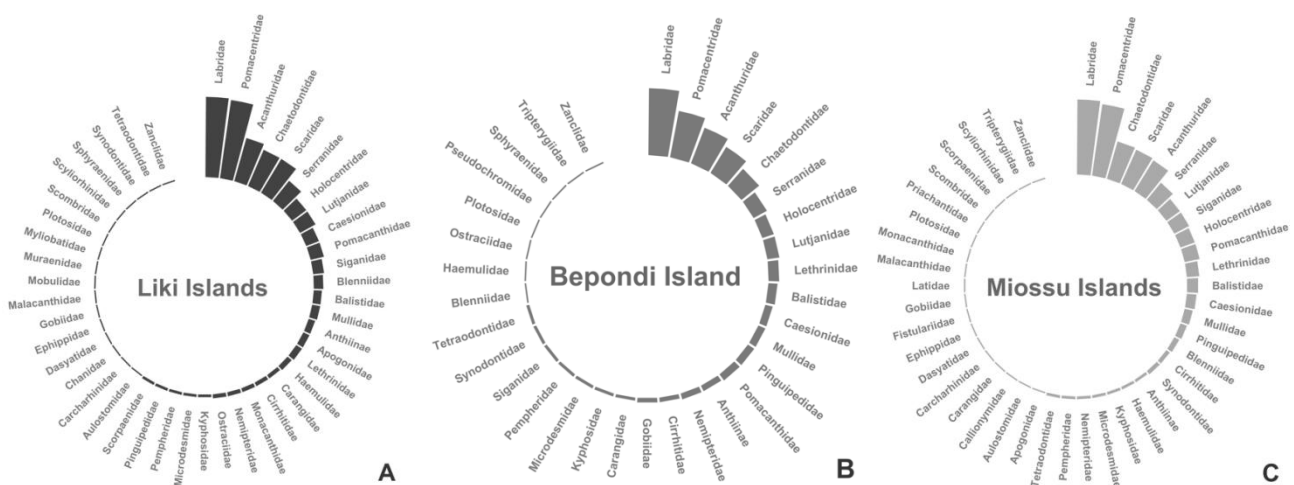 Labridae
Pomacentridae
Acanthuridae
Chaetodontidae
Scaridae
Serranidae
Holocentridae
Lutjanidae
Caesionidae
Pomacanthidae
Siganidae
Blenniidae
Balistidae
Mullidae
Anthiinae
Apogonidae
Lethrinidae
Haemulidae
Carangidae
Cirrhitidae
Monacanthidae
Nemipteridae
Ostraciidae
Kyphosidae
Microdesmidae
Pempheridae
Pinguipedidae
Scorpaenidae
Aulostomidae
Carcharhinidae
Chanidae
Dasyatidae
Ephippidae
Gobiidae
Malacanthidae
Mobulidae
Muraenidae
Myliobatidae
Plotosidae
Scombridae
Scyliorhinidae
Sphyraenidae
Synodontidae
Tetraodontidae
Zanclidae
Liki Islands
A
Labridae
Pomacentridae
Acanthuridae
Scaridae
Chaetodontidae
Serranidae
Holocentridae
Lutjanidae
Lethrinidae
Balistidae
Caesionidae
Mullidae
Pinguipedidae
Pomacanthidae
Anthiinae
Nemipteridae
Cirrhitidae
Gobiidae
Carangidae
Kyphosidae
Microdesmidae
Pempheridae
Siganidae
Synodontidae
Tetraodontidae
Blenniidae
Haemulidae
Ostraciidae
Plotosidae
Pseudochromidae
Sphyraenidae
Tripterygiidae
Zanclidae
Bepondi Island
B
Labridae
Pomacentridae
Chaetodontidae
Scaridae
Acanthuridae
Serranidae
Lutjanidae
Siganidae
Holocentridae
Pomacanthidae
Lethrinidae
Balistidae
Caesionidae
Mullidae
Pinguipedidae
Blenniidae
Cirrhitidae
Synodontidae
Anthiinae
Haemulidae
Kyphosidae
Microdesmidae
Nemipteridae
Pempheridae
Tetraodontidae
Apogonidae
Aulostomidae
Callionymidae
Carangidae
Carcharhinidae
Dasyatidae
Ephippidae
Fistulariidae
Gobiidae
Latidae
Malacanthidae
Monacanthidae
Plotosidae
Priachantidae
Scombridae
Scorpaenidae
Scyliorhinidae
Tripterygiidae
Zanclidae
Miossu Islands
C